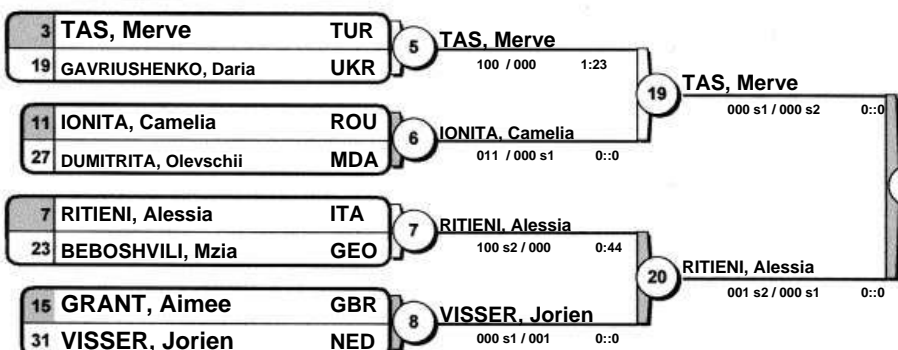 3 TAS, Merve TUR
19 GAVRIUSHENKO, Daria UKR
5
TAS, Merve
100 / 000 1:23
11 IONITA, Camelia ROU
27 DUMITRITA, Olevschii MDA
6
IONITA, Camelia
011 / 000 s1 0::0
19
TAS, Merve
000 s1 / 000 s2 0::0
7 RITIENI, Alessia ITA
23 BEBOSHVILI, Mzia GEO
7
RITIENI, Alessia
100 s2 / 000 0:44
15 GRANT, Aimee GBR
31 VISSER, Jorien NED
8
VISSER, Jorien
000 s1 / 001 0::0
20
RITIENI, Alessia
001 s2 / 000 s1 0::0